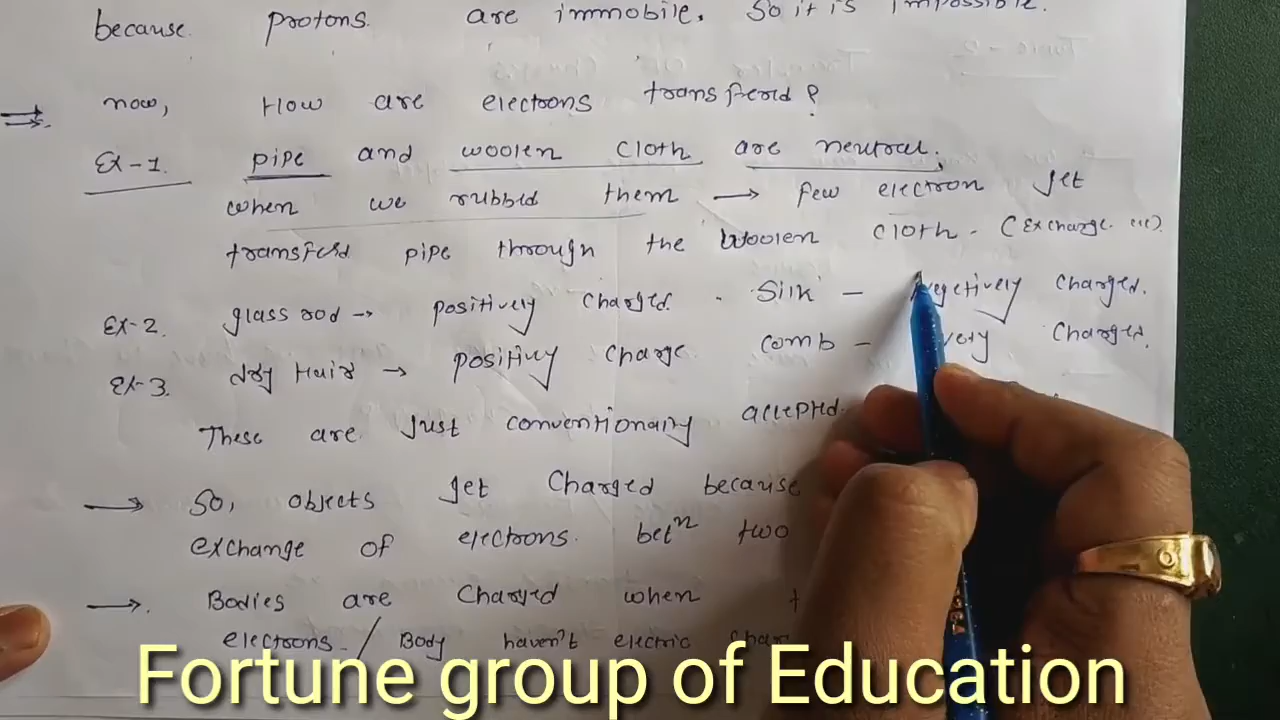 because protons. are immobile. So it is impossible.
now, How are electrons transferd?
Ex-1. pipe and woolen cloth are neutral.
when we rubbed them → few electron get
transferd pipe through the woolen cloth. (Exchange.
Ex-2. glass rod → positively charged. Silk – negetively charged.
Ex-3. dry Hair → positivly charge comb – charged.
These are just conventionany accepted.
→ So, objects get charged because
exchange of electrons. betⁿ two
→ Bodies are charged when
electrons. / Body haven't electric
Fortune group of Education